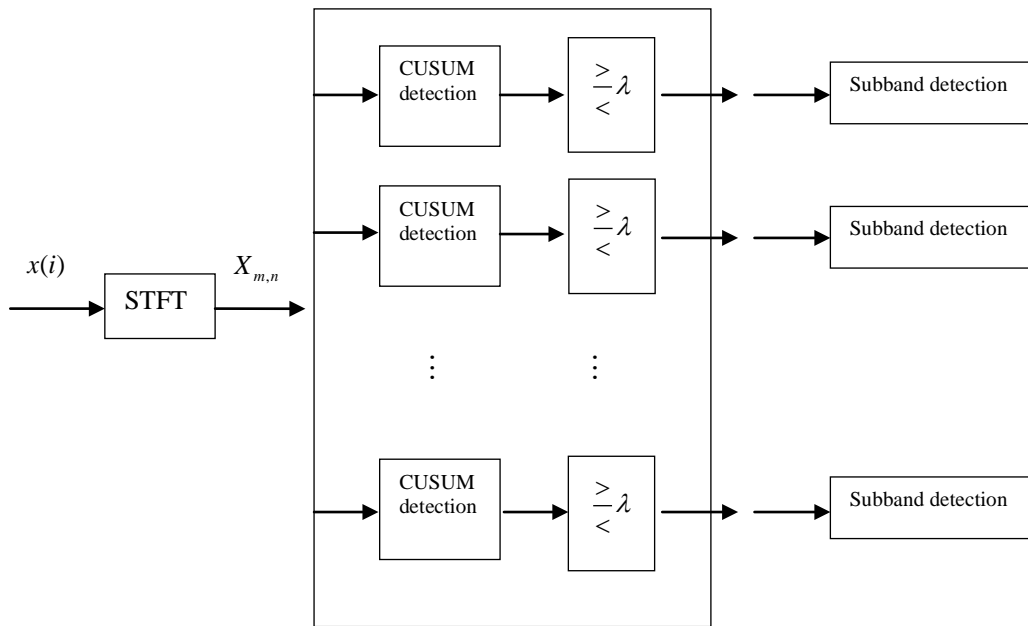 CUSUM
detection
>
<
λ
Subband detection
CUSUM
detection
>
<
λ
Subband detection
x(i)
STFT
X_{m,n}
⋮
⋮
CUSUM
detection
>
<
λ
Subband detection